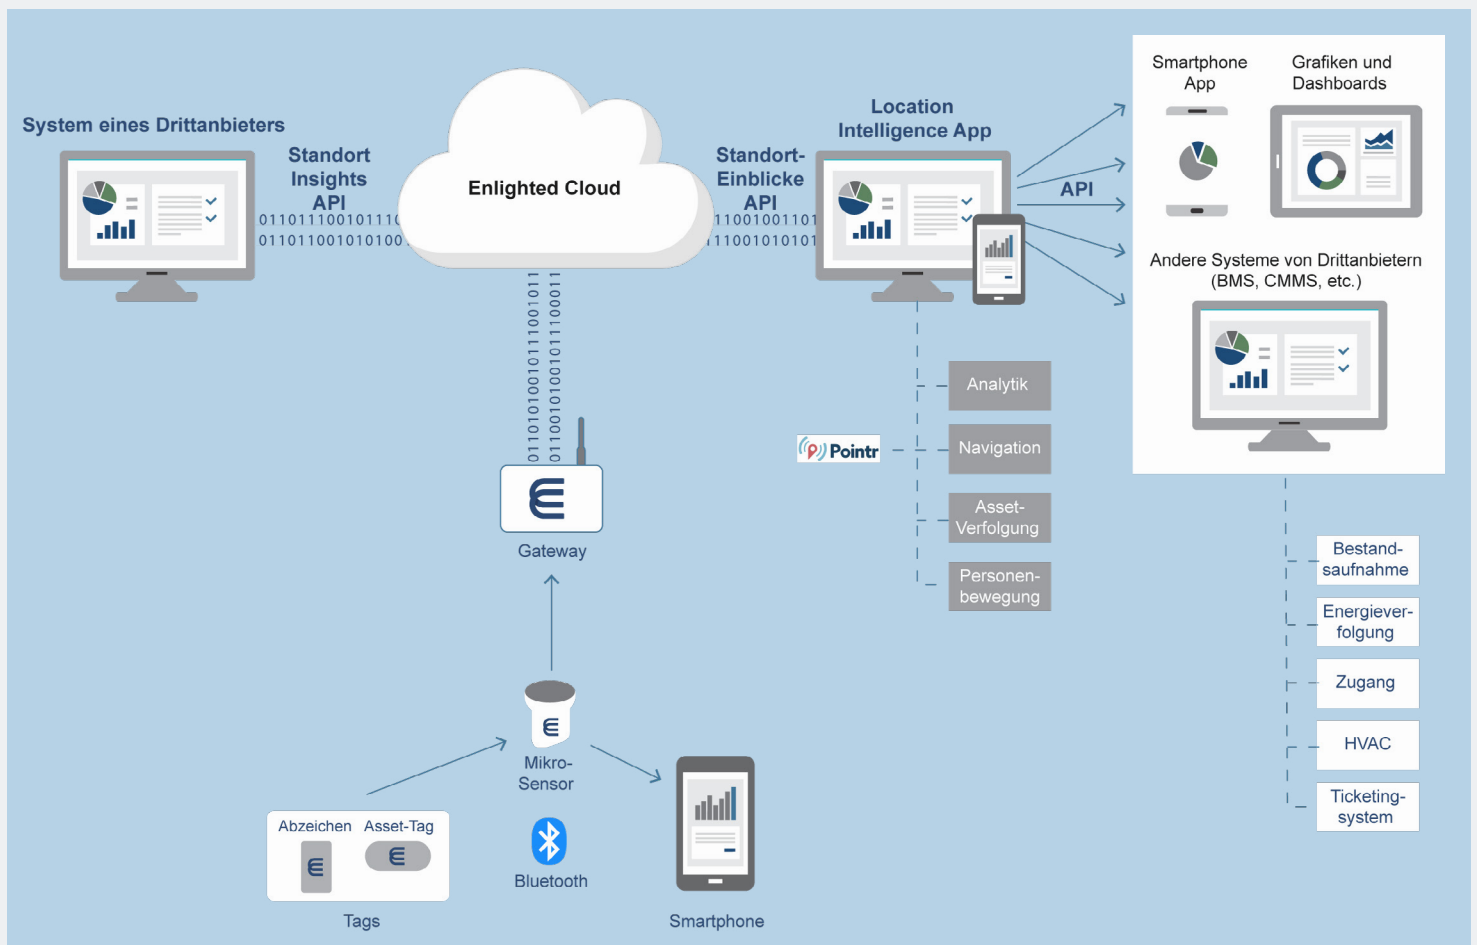 System eines Drittanbieters
Standort
Insights
API
011011100101110
011011001010100
Enlighted Cloud
Standort-
Einblicke
API
11001001101
111001010101
Location
Intelligence App
API
Smartphone
App
Grafiken und
Dashboards
Andere Systeme von Drittanbietern
(BMS, CMMS, etc.)
Analytik
Pointr
Navigation
Asset-
Verfolgung
Personen-
bewegung
Bestand-
saufnahme
Energiever-
folgung
Zugang
HVAC
Ticketing-
system
Gateway
Mikro-
Sensor
Bluetooth
Abzeichen
Asset-Tag
Tags
Smartphone